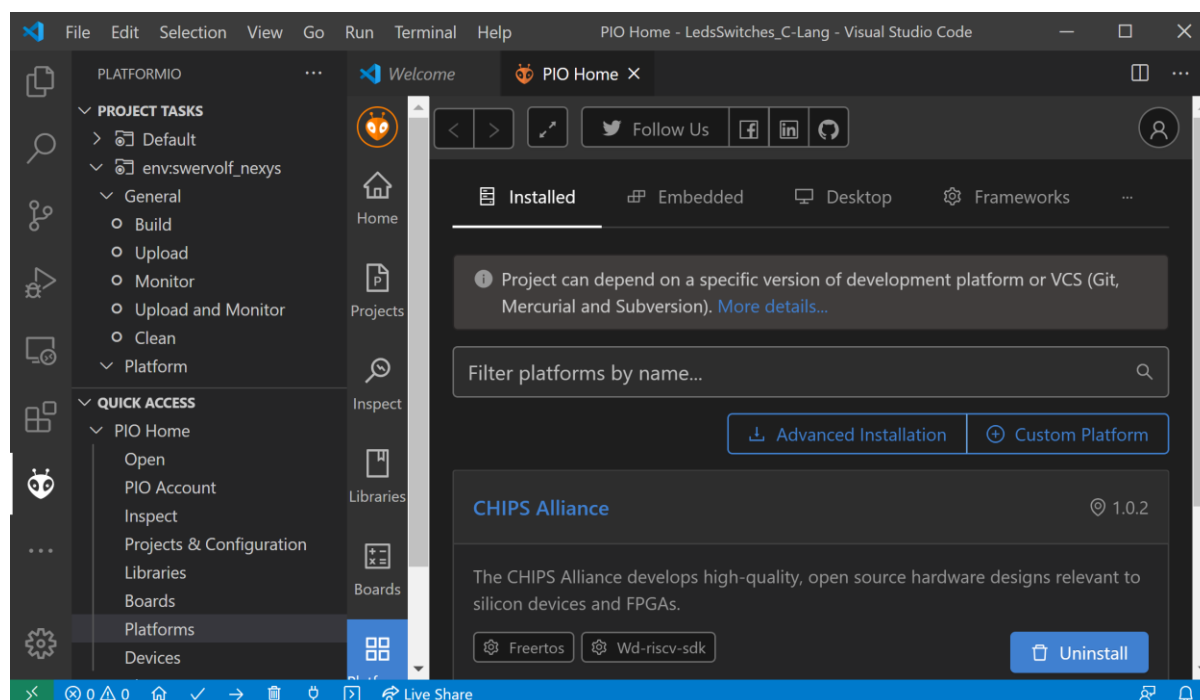 File Edit Selection View Go Run Terminal Help PIO Home - LedsSwitches_C-Lang - Visual Studio Code
PLATFORMIO
PROJECT TASKS
Default
env:swervolf_nexys
General
Build
Upload
Monitor
Upload and Monitor
Clean
Platform
QUICK ACCESS
PIO Home
Open
PIO Account
Inspect
Projects & Configuration
Libraries
Boards
Platforms
Devices
Welcome PIO Home
Home
Projects
Inspect
Libraries
Boards
Follow Us
Installed Embedded Desktop Frameworks
Project can depend on a specific version of development platform or VCS (Git,
Mercurial and Subversion). More details...
Filter platforms by name...
Advanced Installation Custom Platform
CHIPS Alliance 1.0.2
The CHIPS Alliance develops high-quality, open source hardware designs relevant to
silicon devices and FPGAs.
Freertos Wd-riscv-sdk Uninstall
0 0 Live Share